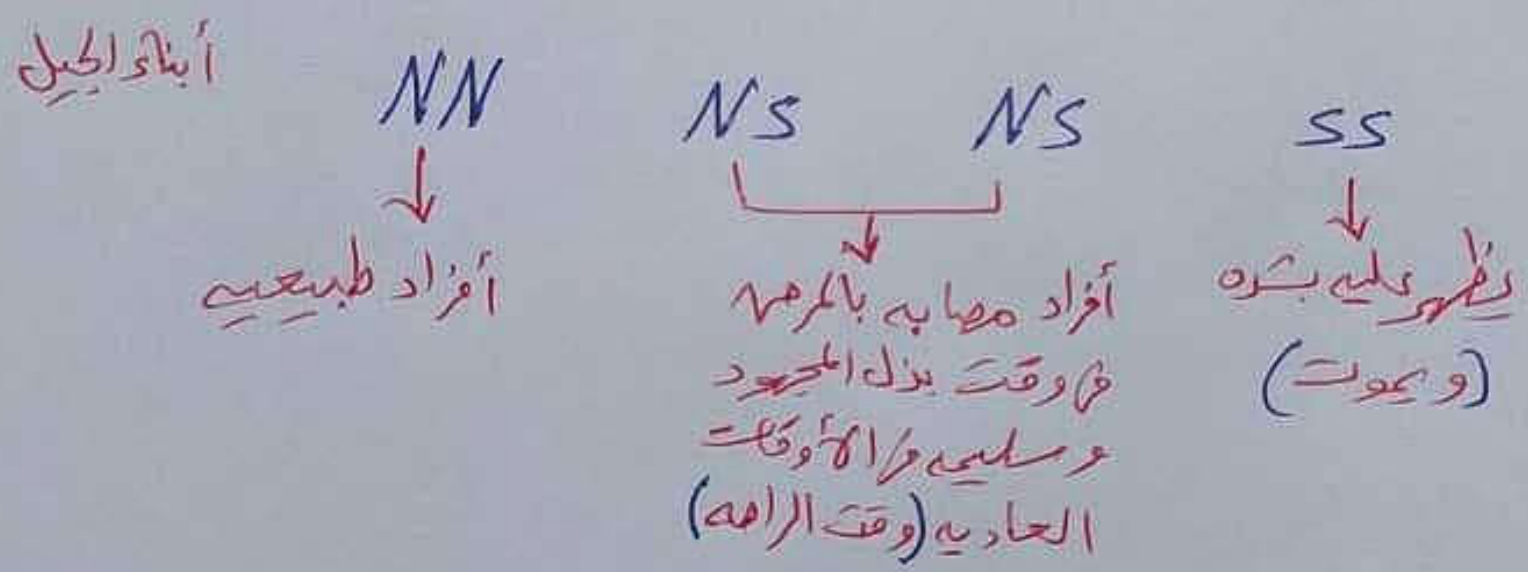 أبناء الجيل
NN NS NS SS
أفراد طبيعيين
أفراد مصابه بالمرض
في وقت بذل المجهود
وسليمه في الأوقات
العاديه (وقت الراحه)
يظهر عليه بشده
(ويموت)